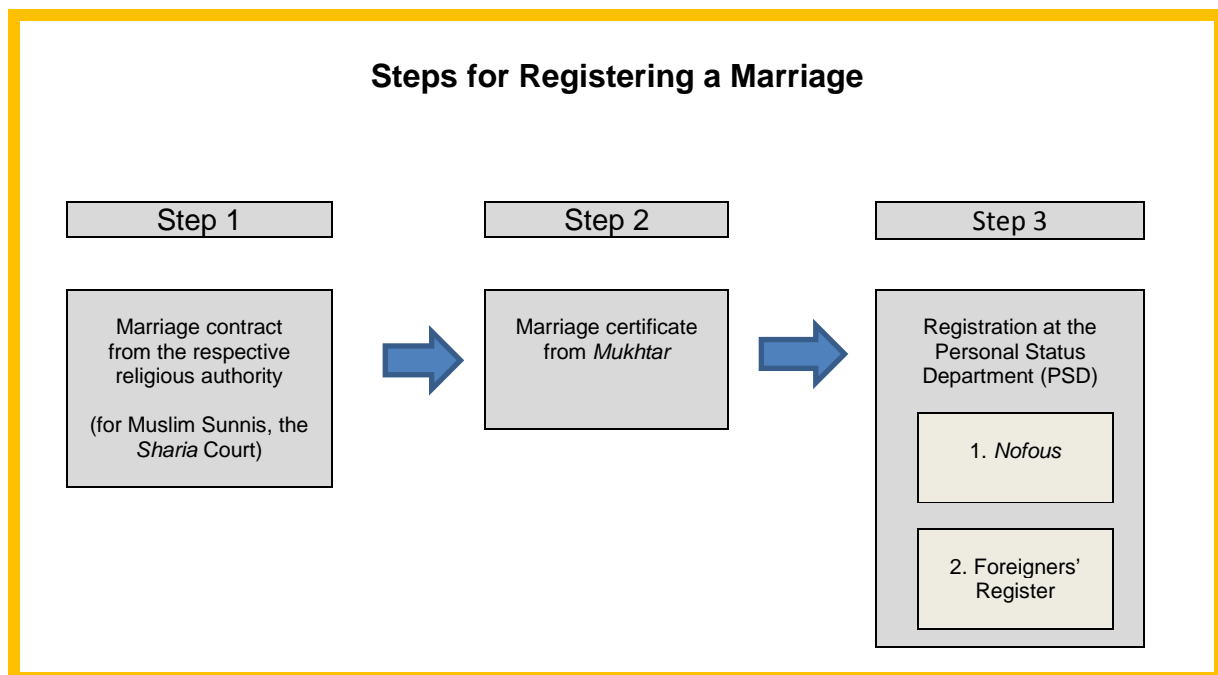 Steps for Registering a Marriage
Step 1
Marriage contract
from the respective
religious authority
(for Muslim Sunnis, the
Sharia Court)
Step 2
Marriage certificate
from Mukhtar
Step 3
Registration at the
Personal Status
Department (PSD)
1. Nofous
2. Foreigners’
Register